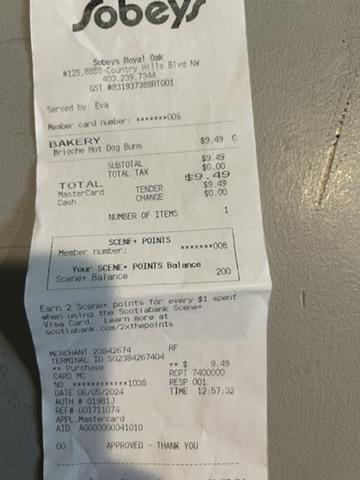 Sobeys
Sobeys Royal Oak
#125,8888-Country Hills Blvd NW
403.239.7344
GST #831937388RT001
Served by: Eva
Member card number: *******006
BAKERY
Brioche Hot Dog Buns $9.49 C
SUBTOTAL $9.49
TOTAL TAX $0.00
TOTAL $9.49
MasterCard TENDER $9.49
Cash CHANGE $0.00
NUMBER OF ITEMS 1
SCENE+ POINTS
Member number: *******006
Your SCENE+ POINTS Balance
Scene+ Balance 200
Earn 2 Scene+ points for every $1 spent
when using the Scotiabank Scene+
Visa Card. Learn more at
scotiabank.com/2xthepoints
MERCHANT 23842674 RF
TERMINAL ID S02384267404
** Purchase ** $ 9.49
CARD MC RCPT 7400000
NO. ************1038 RESP 001
DATE 06/05/2024 TIME 12:57:32
AUTH # 01981J
REF# 001711074
APPL Mastercard
AID A0000000041010
00 APPROVED - THANK YOU